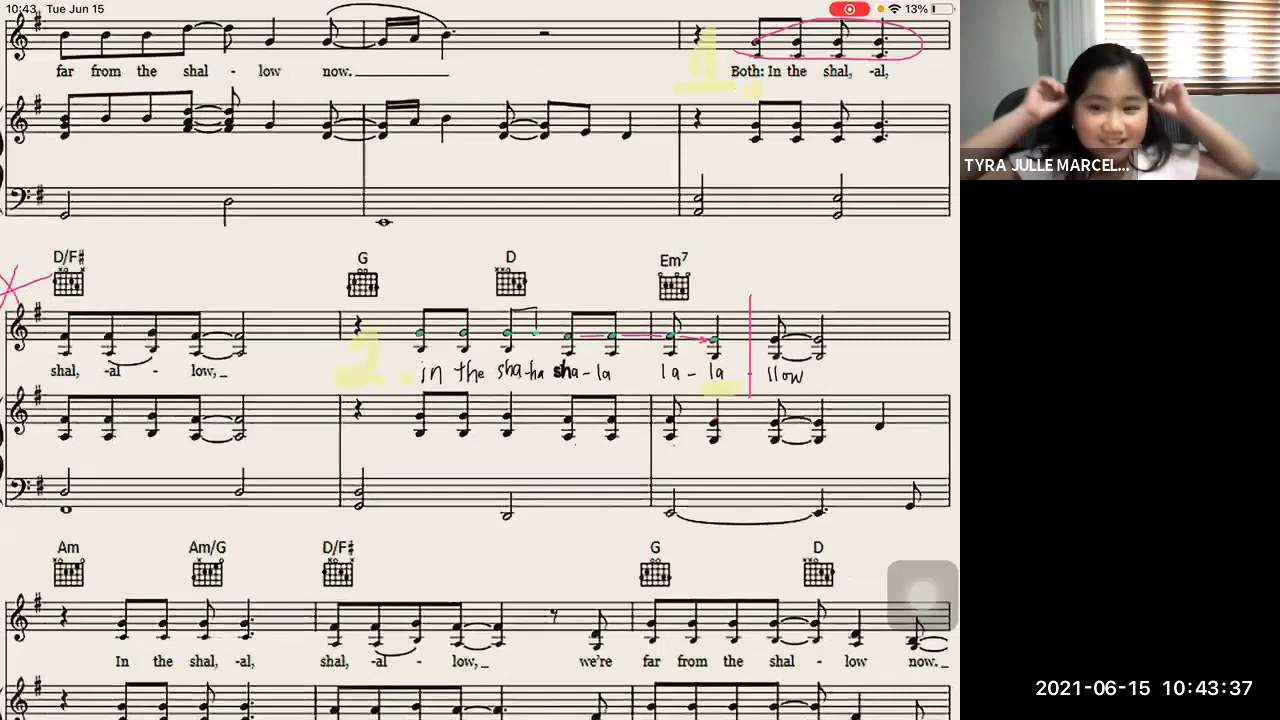 10:43 Tue Jun 15 13%
far from the shal - low now.
Both: In the shal, -al,
TYRA JULLE MARCEL...
D/F# G D Em7
shal, -al - low,
2. in the sha-ha sha-la la-la - llow
Am Am/G D/F# G D
In the shal, -al, shal, -al - low, we're far from the shal - low now.
2021-06-15 10:43:37